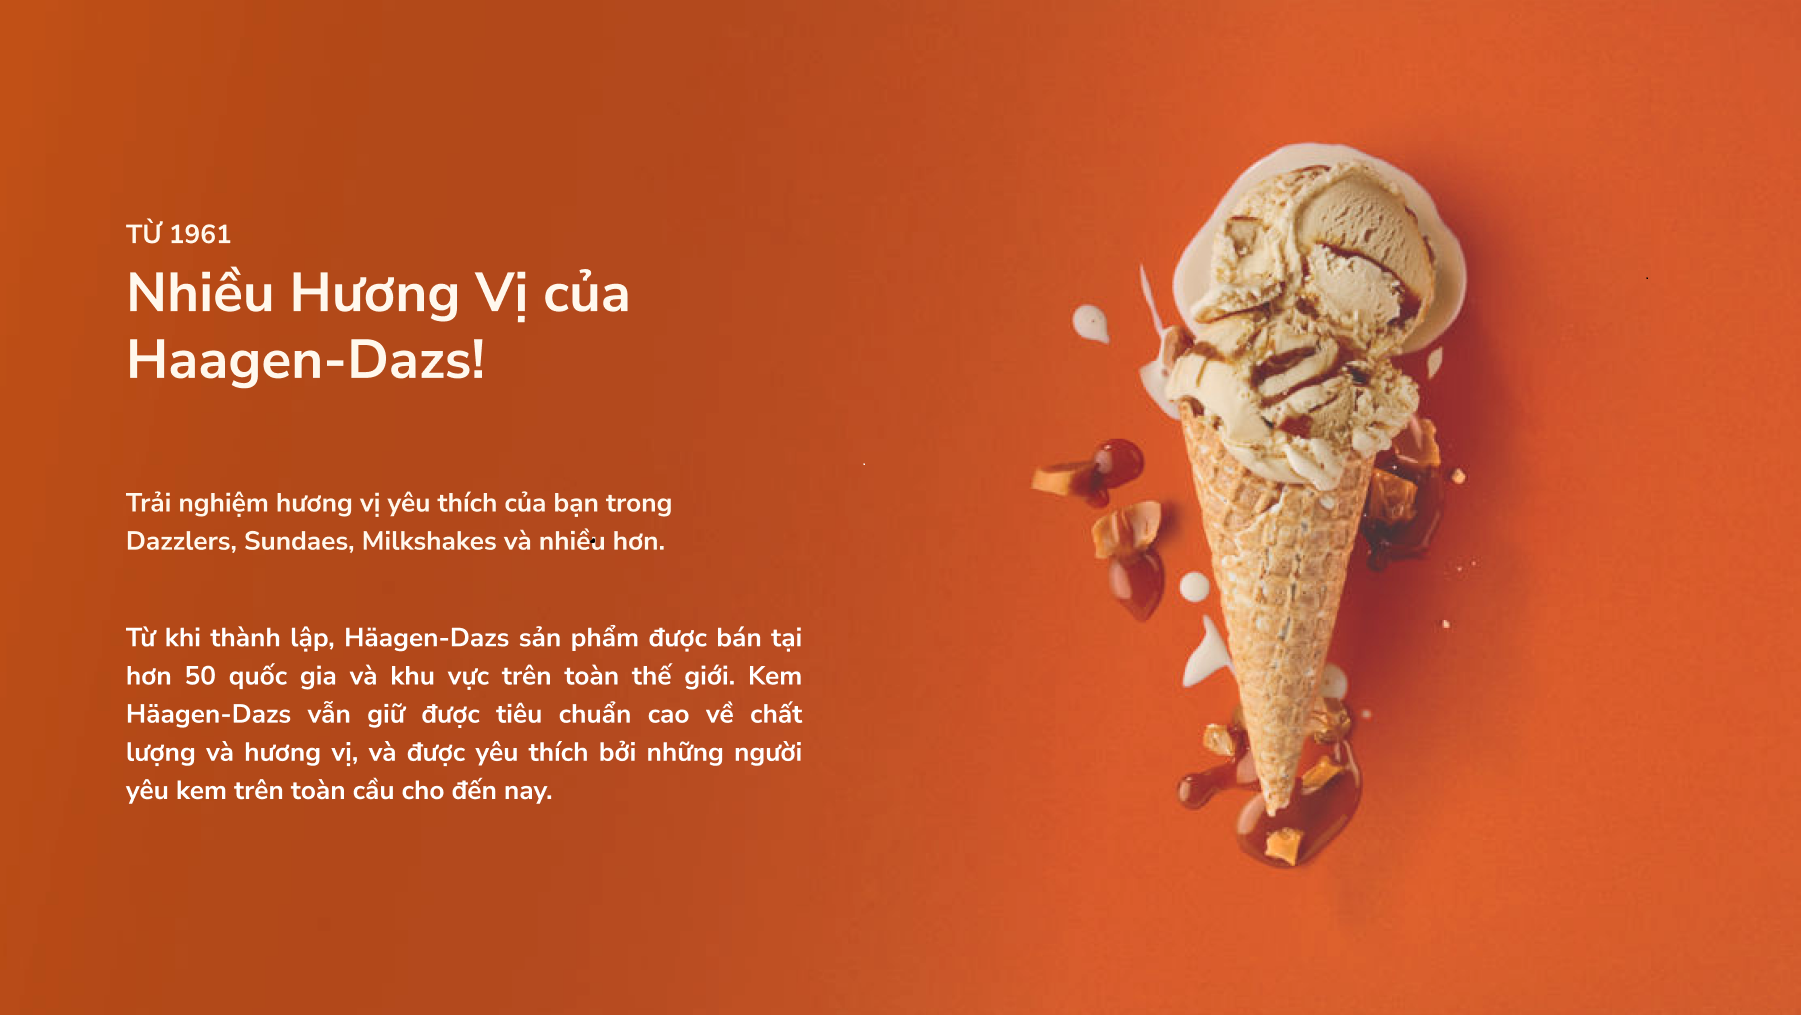 TỪ 1961
Nhiều Hương Vị của
Haagen-Dazs!
Trải nghiệm hương vị yêu thích của bạn trong
Dazzlers, Sundaes, Milkshakes và nhiều hơn.
Từ khi thành lập, Häagen-Dazs sản phẩm được bán tại
hơn 50 quốc gia và khu vực trên toàn thế giới. Kem
Häagen-Dazs vẫn giữ được tiêu chuẩn cao về chất
lượng và hương vị, và được yêu thích bởi những người
yêu kem trên toàn cầu cho đến nay.